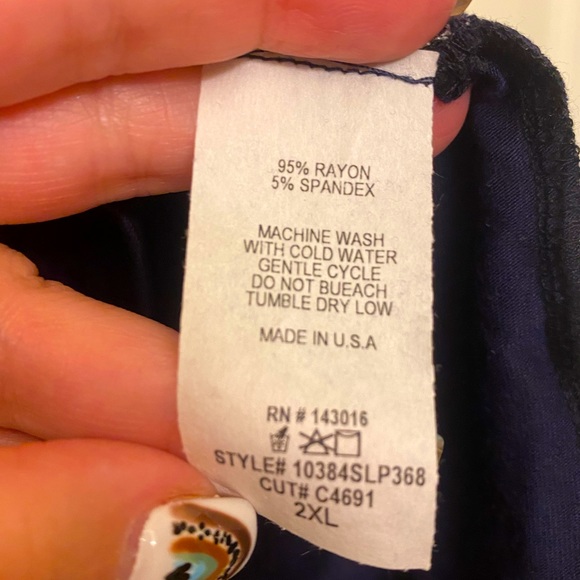 95% RAYON
5% SPANDEX
MACHINE WASH
WITH COLD WATER
GENTLE CYCLE
DO NOT BUEACH
TUMBLE DRY LOW
MADE IN U.S.A
RN # 143016
STYLE# 10384SLP368
CUT# C4691
2XL